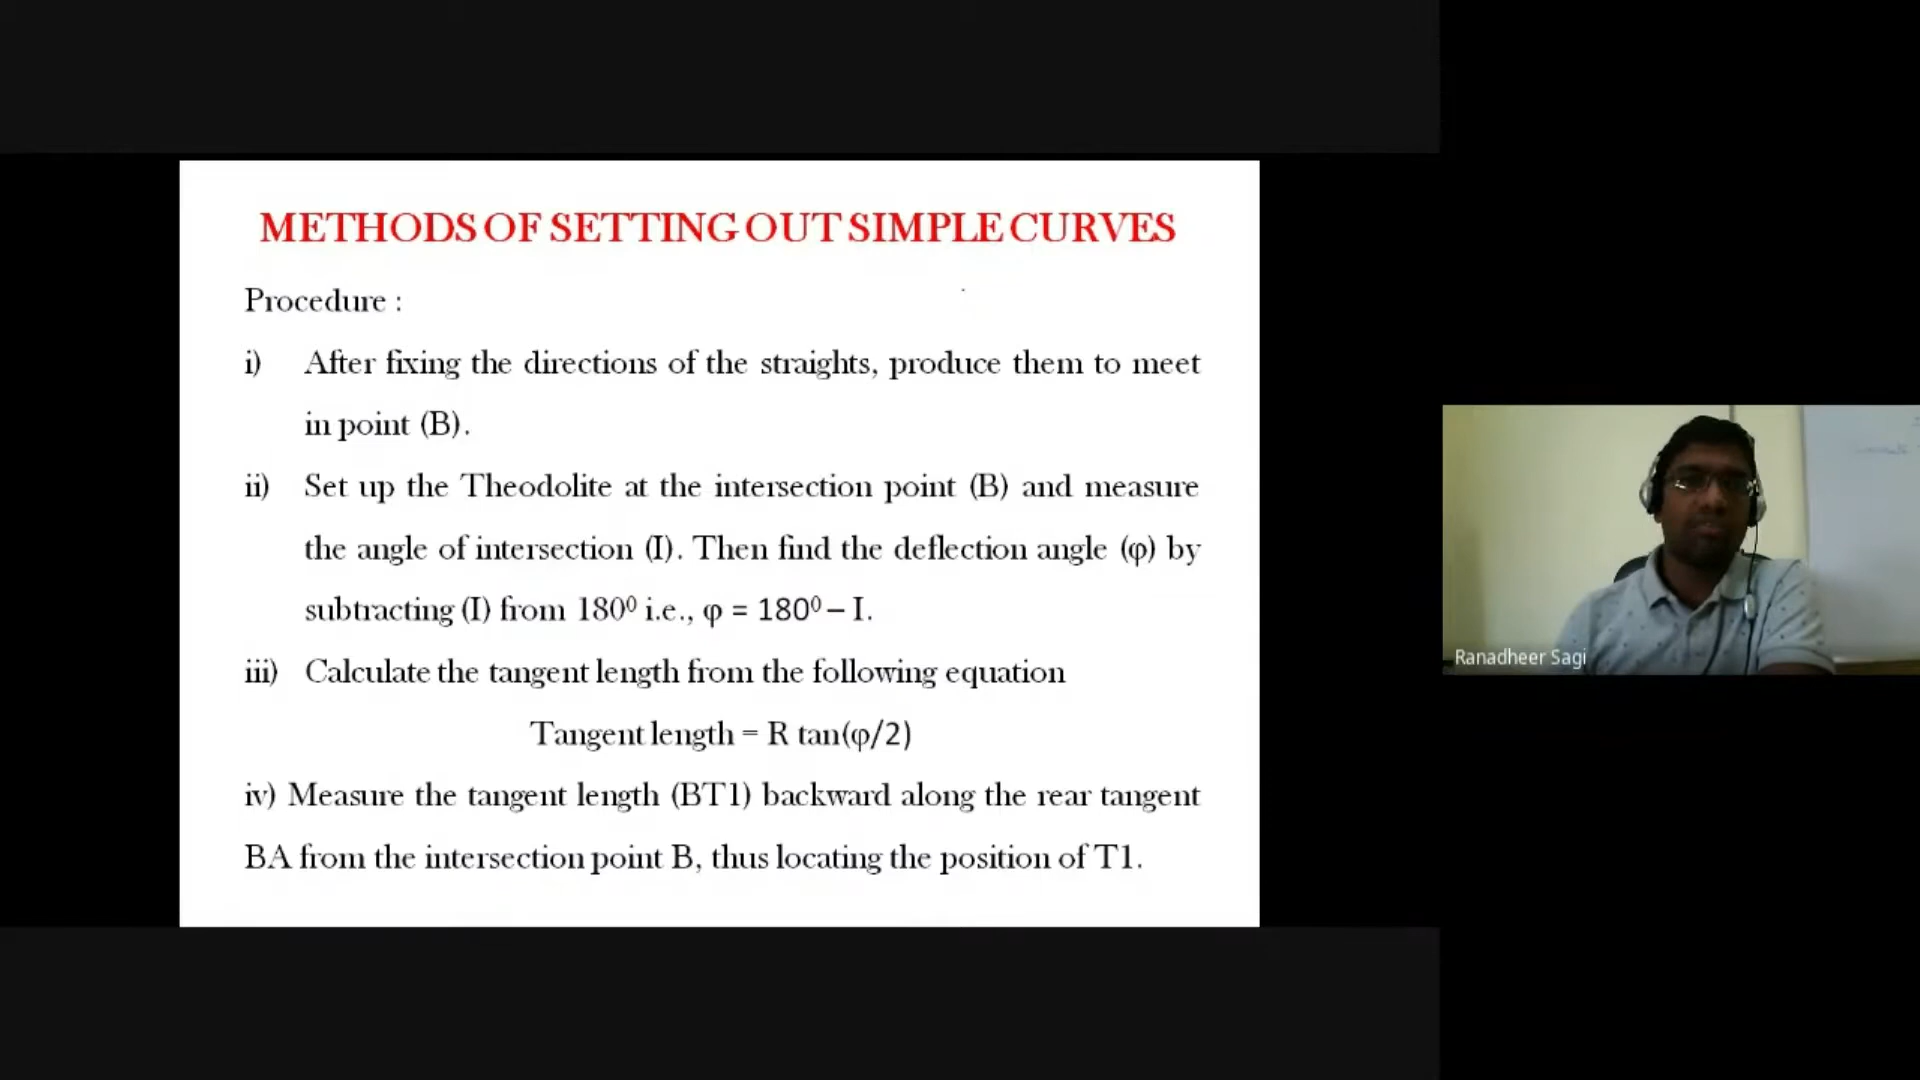 METHODS OF SETTING OUT SIMPLE CURVES
Procedure :
i) After fixing the directions of the straights, produce them to meet
in point (B).
ii) Set up the Theodolite at the intersection point (B) and measure
the angle of intersection (I). Then find the deflection angle (φ) by
subtracting (I) from 180⁰ i.e., φ = 180⁰ – I.
iii) Calculate the tangent length from the following equation
Tangent length = R tan(φ/2)
iv) Measure the tangent length (BT1) backward along the rear tangent
BA from the intersection point B, thus locating the position of T1.
Ranadheer Sagi